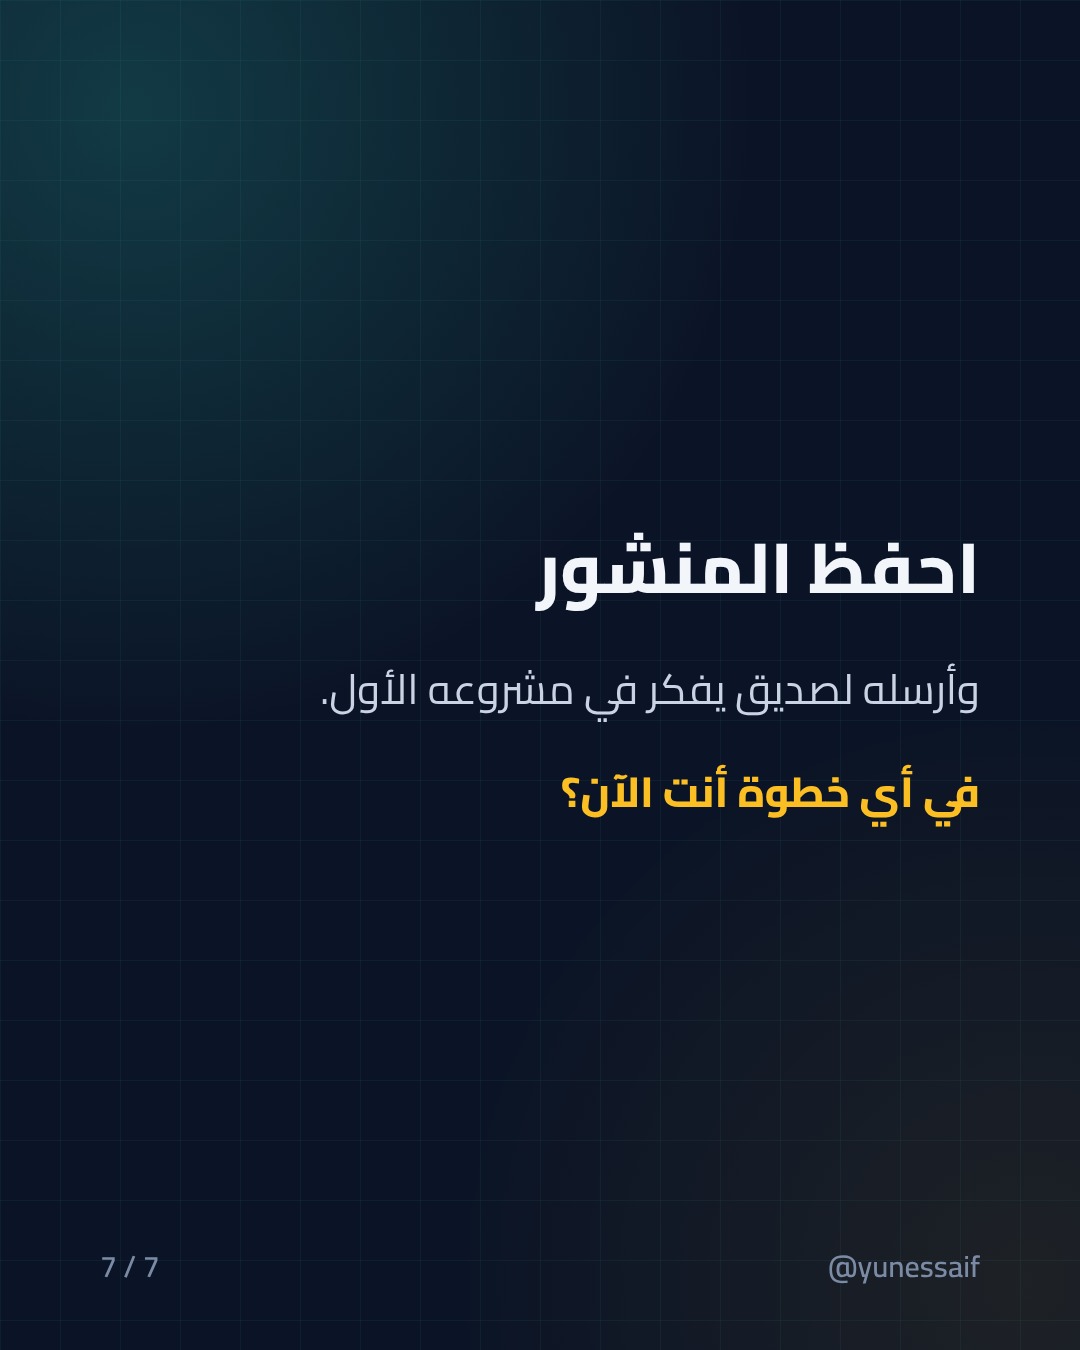 احفظ المنشور
وأرسله لصديق يفكر في مشروعه الأول.
في أي خطوة أنت الآن؟
@yunessaif
7 / 7